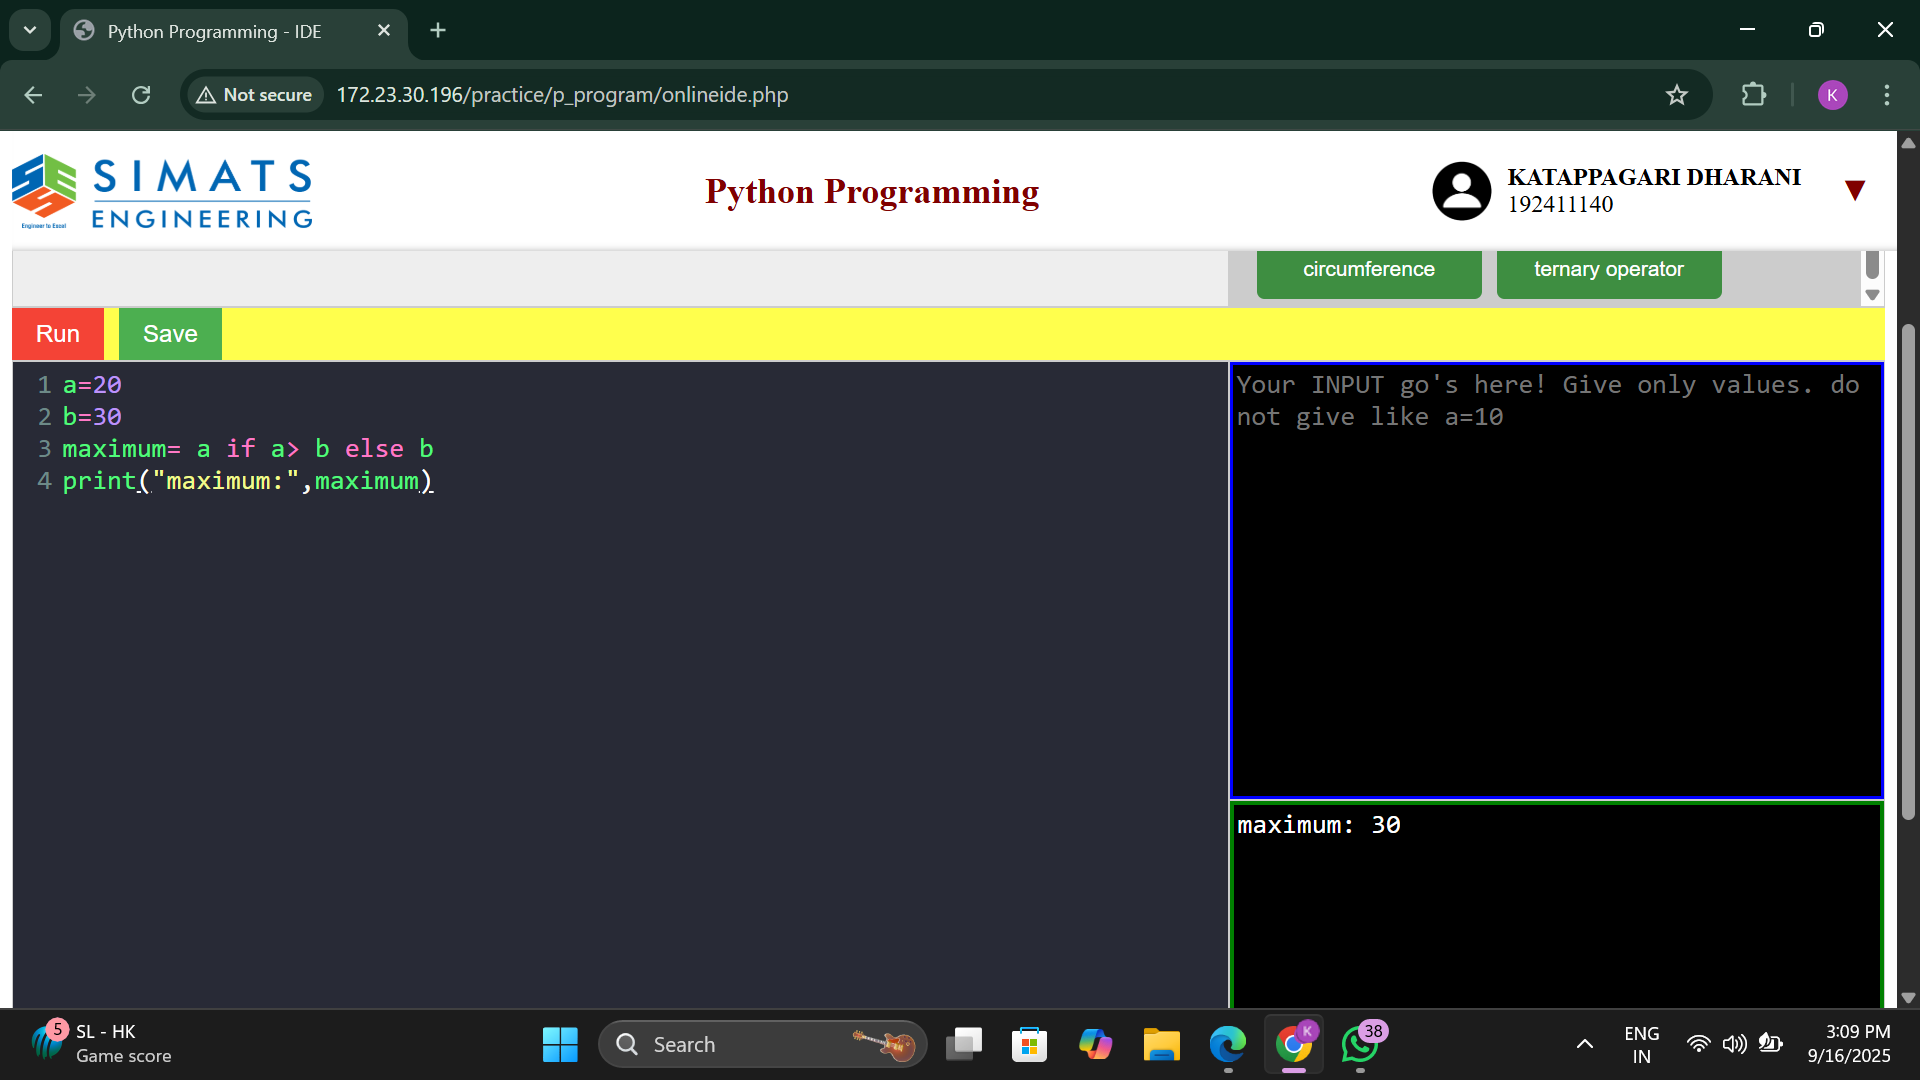 Python Programming - IDE
Not secure
172.23.30.196/practice/p_program/onlineide.php
K
SIMATS
ENGINEERING
Engineer to Excel
Python Programming
KATAPPAGARI DHARANI
192411140
circumference
ternary operator
Run
Save
1 a=20
2 b=30
3 maximum= a if a> b else b
4 print("maximum:",maximum)
Your INPUT go's here! Give only values. do
not give like a=10
maximum: 30
5
SL - HK
Game score
Search
K
38
ENG
IN
3:09 PM
9/16/2025